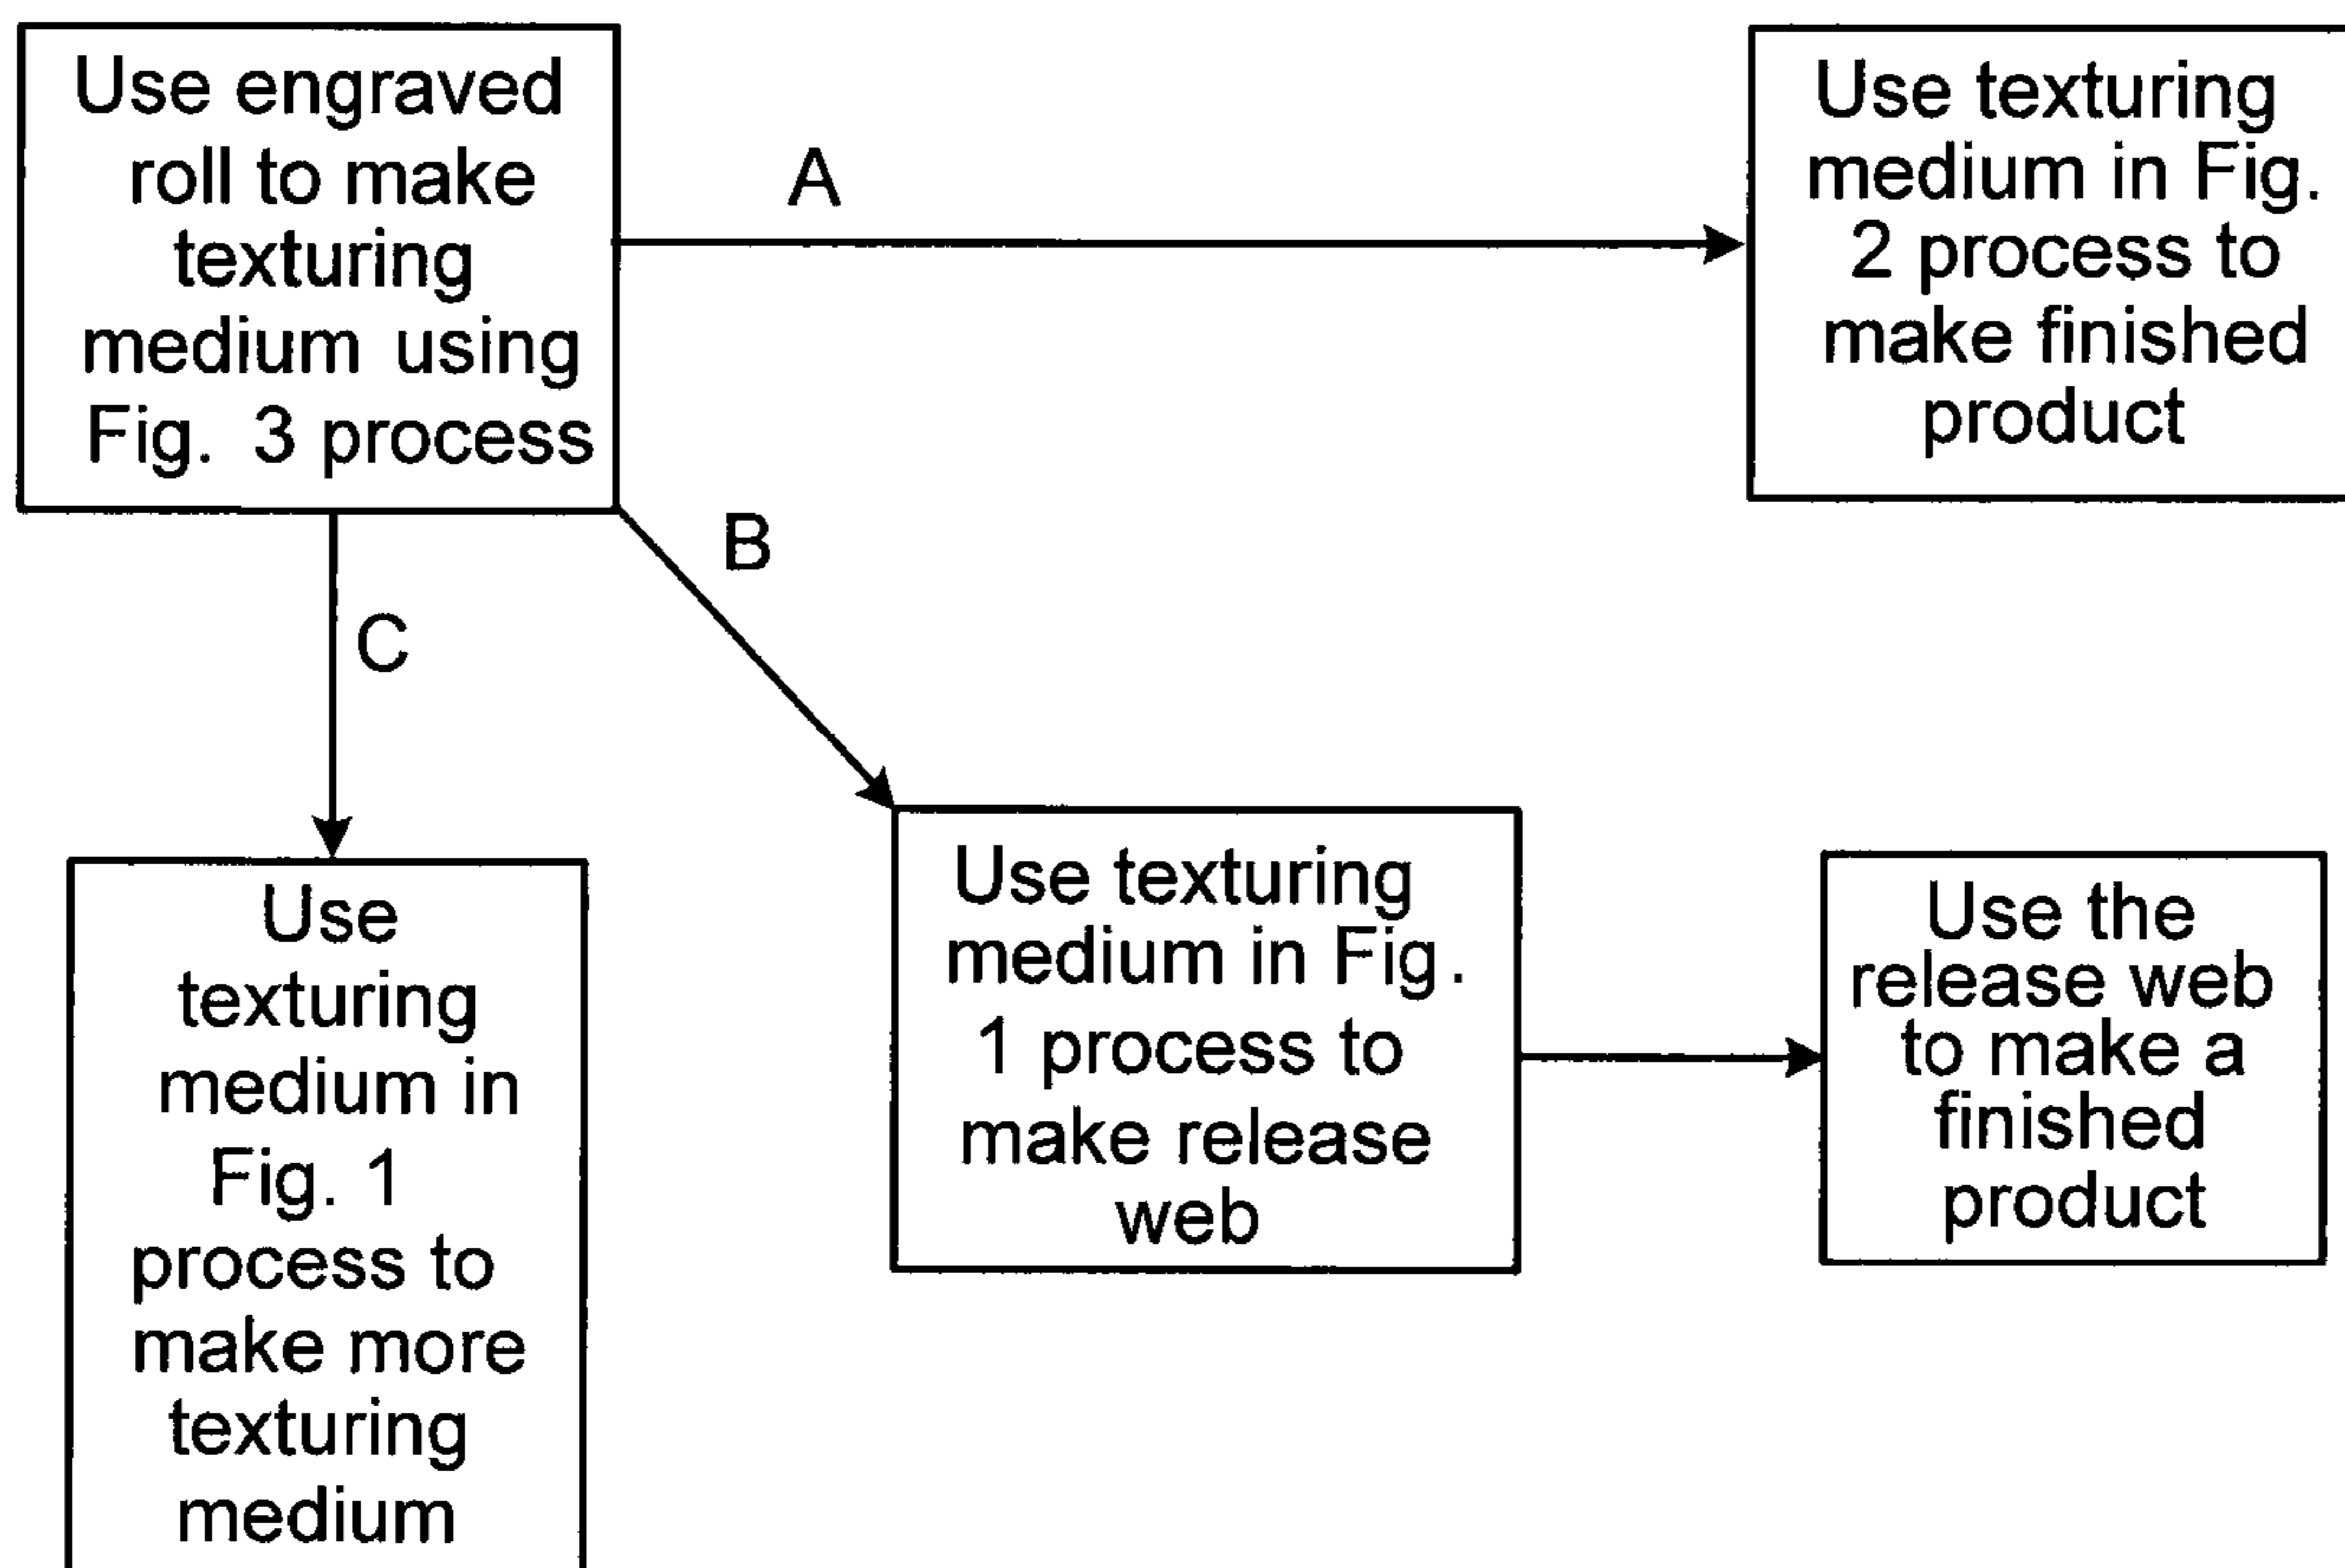 Use engraved
roll to make
texturing
medium using
Fig. 3 process
A
Use texturing
medium in Fig.
2 process to
make finished
product
B
C
Use
texturing
medium in
Fig. 1
process to
make more
texturing
medium
Use texturing
medium in Fig.
1 process to
make release
web
Use the
release web
to make a
finished
product